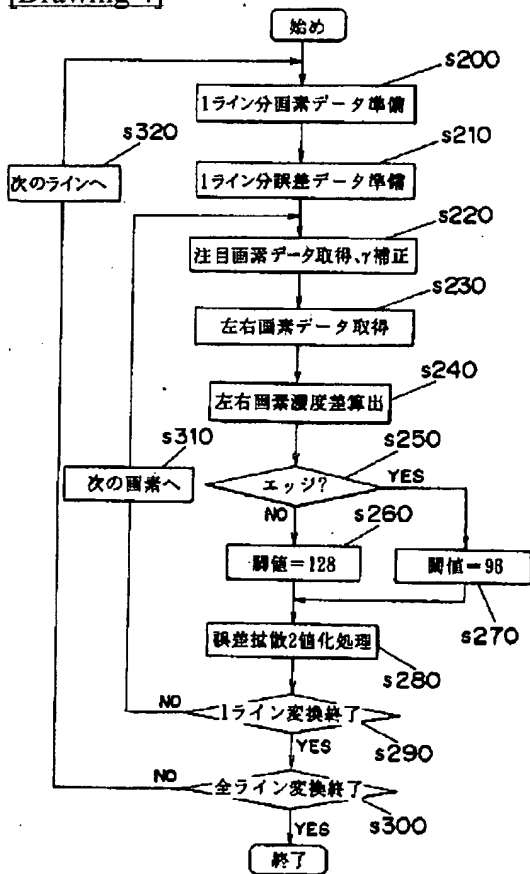 [Drawing 4]
始め
s200
1ライン分画素データ準備
s320
s210
次のラインへ
1ライン分誤差データ準備
s220
注目画素データ取得、γ補正
s230
左右画素データ取得
s240
左右画素濃度差算出
s310
s250
次の画素へ
エッジ?
YES
NO
s260
閾値=128
閾値=96
s270
誤差拡散2値化処理
s280
NO
1ライン変換終了
s290
YES
NO
全ライン変換終了
s300
YES
終了